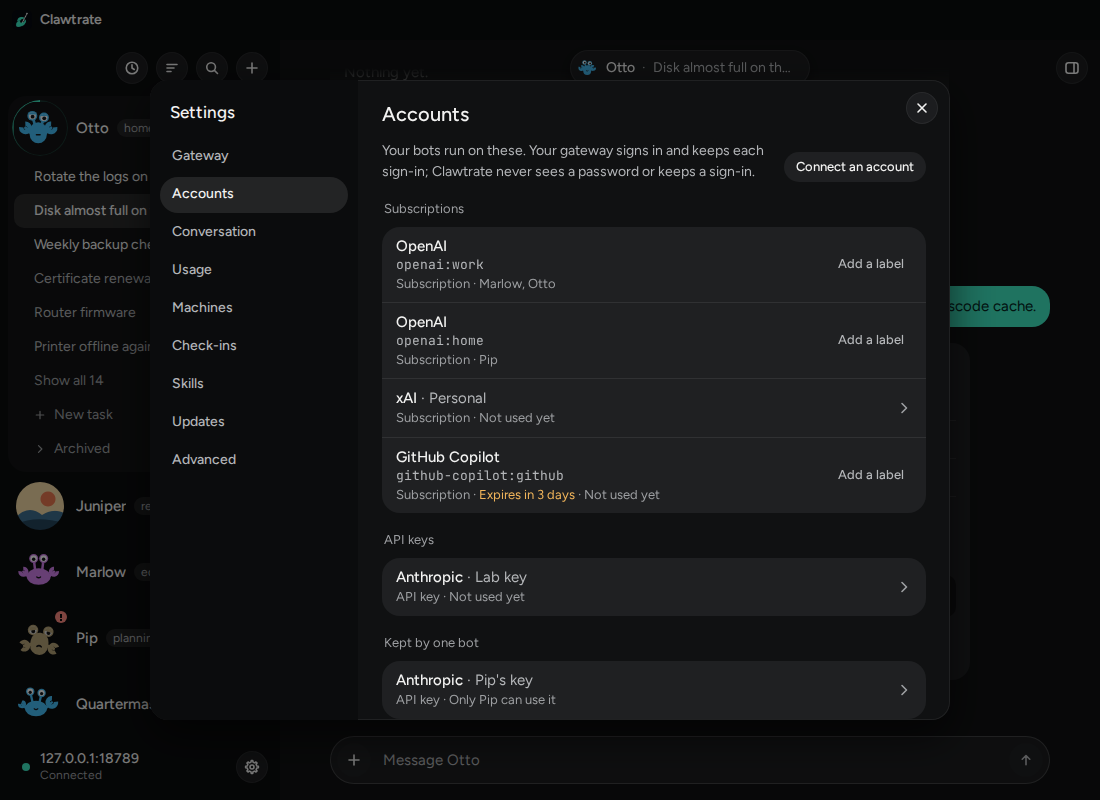 Clawtrate
Nothing yet.
Otto · Disk almost full on th...
Otto
home
Rotate the logs on
Disk almost full on
Weekly backup che
Certificate renewa
Router firmware
Printer offline again
Show all 14
+ New task
Archived
Juniper
re
Marlow
Pip
plannin
Quarterma
127.0.0.1:18789
Connected
Settings
Gateway
Accounts
Conversation
Usage
Machines
Check-ins
Skills
Updates
Advanced
Accounts
Your bots run on these. Your gateway signs in and keeps each
sign-in; Clawtrate never sees a password or keeps a sign-in.
Connect an account
Subscriptions
OpenAI
openai:work
Subscription · Marlow, Otto
Add a label
OpenAI
openai:home
Subscription · Pip
Add a label
xAI · Personal
Subscription · Not used yet
GitHub Copilot
github-copilot:github
Subscription · Expires in 3 days · Not used yet
Add a label
API keys
Anthropic · Lab key
API key · Not used yet
Kept by one bot
Anthropic · Pip's key
API key · Only Pip can use it
scode cache.
Message Otto